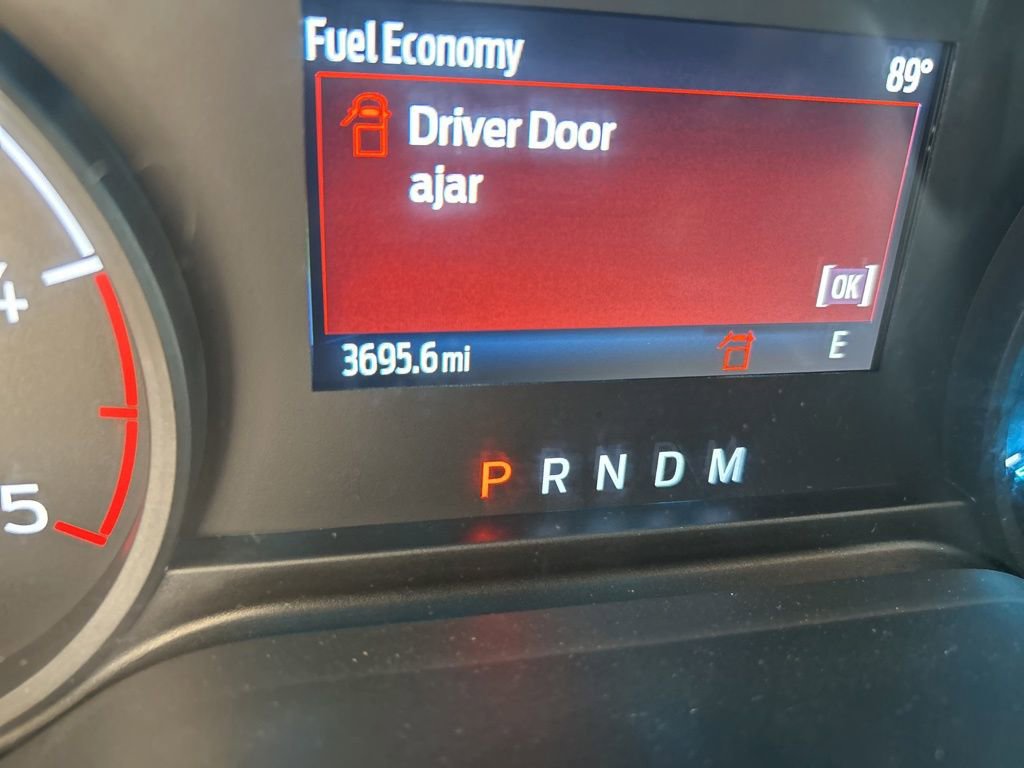 Fuel Economy
89°
Driver Door
ajar
[OK]
3695.6 mi
E
P R N D M
4
5